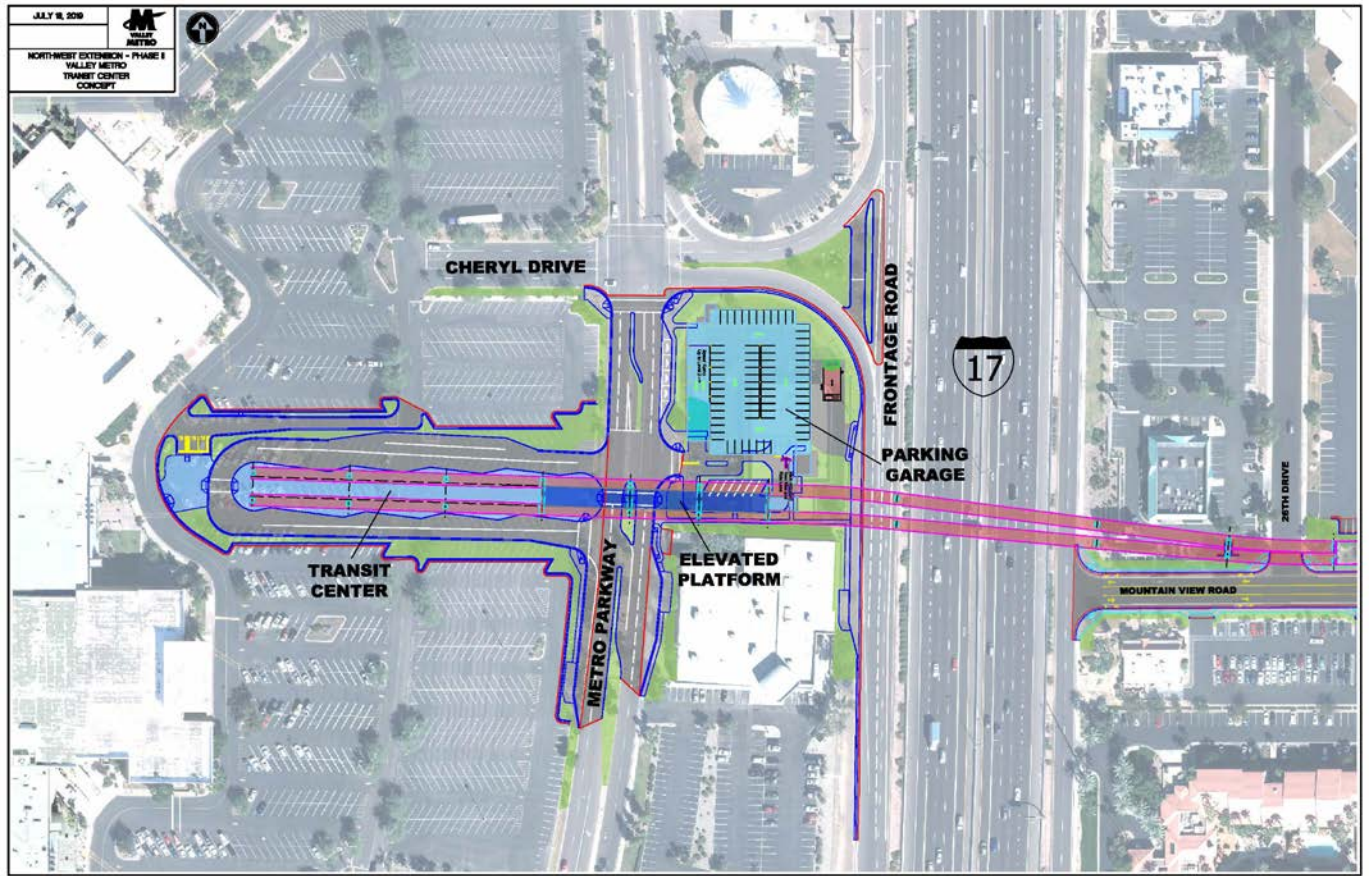 JULY 18, 2019
M
VALLEY
METRO
NORTHWEST EXTENSION - PHASE II
VALLEY METRO
TRANSIT CENTER
CONCEPT
N
CHERYL DRIVE
FRONTAGE ROAD
17
PARKING
GARAGE
26TH DRIVE
ELEVATED
PLATFORM
TRANSIT
CENTER
METRO PARKWAY
MOUNTAIN VIEW ROAD